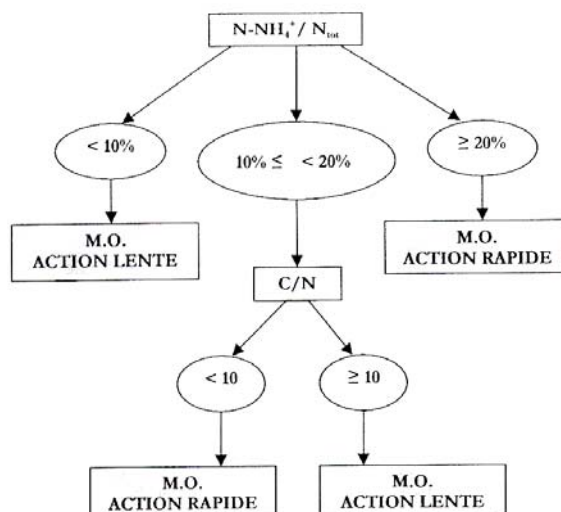 N-NH₄⁺/ Nₜₒₜ
< 10%
10% ≤ < 20%
≥ 20%
M.O.
ACTION LENTE
M.O.
ACTION RAPIDE
C/N
< 10
≥ 10
M.O.
ACTION RAPIDE
M.O.
ACTION LENTE